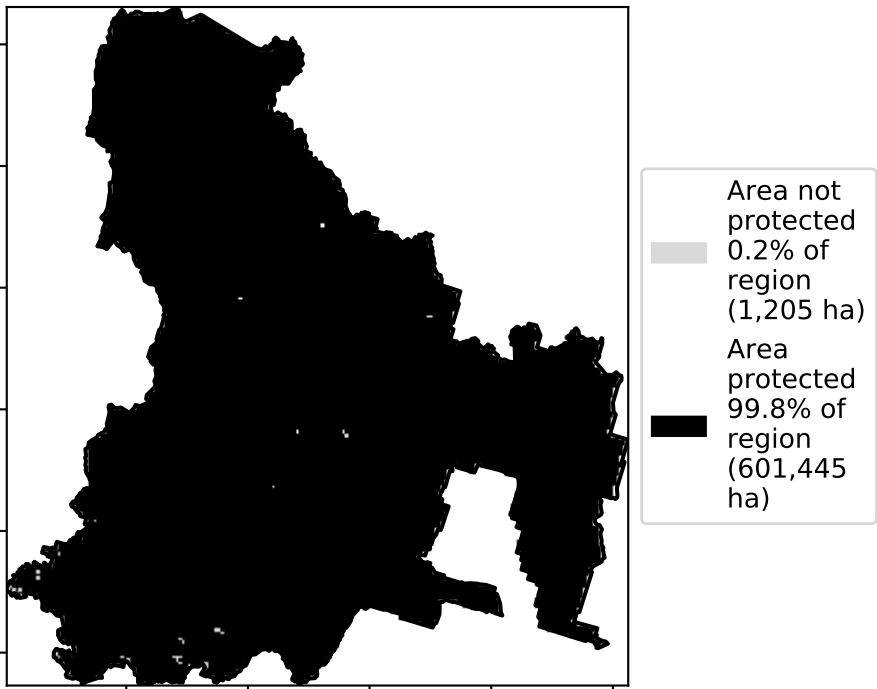 Area not
protected
0.2% of
region
(1,205 ha)
Area
protected
99.8% of
region
(601,445
ha)